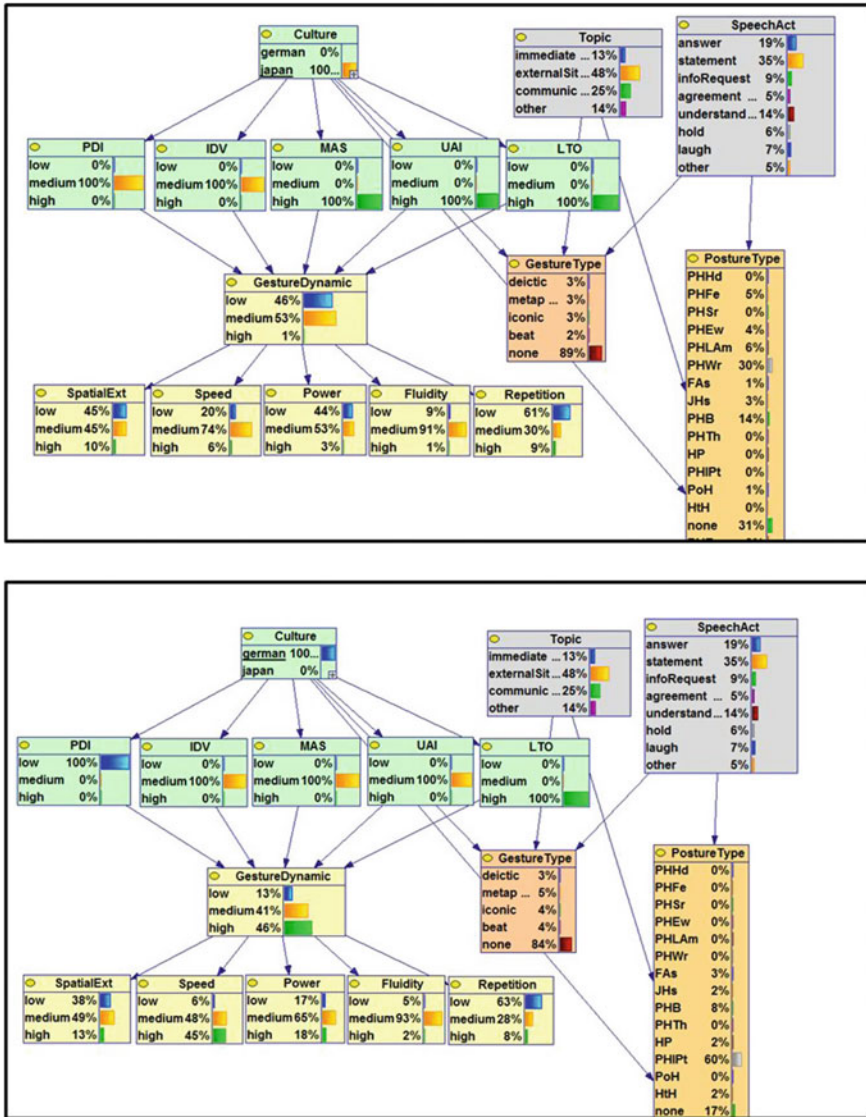 Culture
german 0%
japan 100...
Topic
immediate ... 13%
externalSit ... 48%
communic ... 25%
other 14%
SpeechAct
answer 19%
statement 35%
infoRequest 9%
agreement ... 5%
understand... 14%
hold 6%
laugh 7%
other 5%
PDI
low 0%
medium 100%
high 0%
IDV
low 0%
medium 100%
high 0%
MAS
low 0%
medium 0%
high 100%
UAI
low 0%
medium 0%
high 100%
LTO
low 0%
medium 0%
high 100%
GestureDynamic
low 46%
medium 53%
high 1%
GestureType
deictic 3%
metap ... 3%
iconic 3%
beat 2%
none 89%
PostureType
PHHd 0%
PHFe 5%
PHSr 0%
PHEw 4%
PHLAm 6%
PHWr 30%
FAs 1%
JHs 3%
PHB 14%
PHTh 0%
HP 0%
PHIPt 0%
PoH 1%
HtH 0%
none 31%
SpatialExt
low 45%
medium 45%
high 10%
Speed
low 20%
medium 74%
high 6%
Power
low 44%
medium 53%
high 3%
Fluidity
low 9%
medium 91%
high 1%
Repetition
low 61%
medium 30%
high 9%
Culture
german 100...
japan 0%
Topic
immediate ... 13%
externalSit ... 48%
communic ... 25%
other 14%
SpeechAct
answer 19%
statement 35%
infoRequest 9%
agreement ... 5%
understand... 14%
hold 6%
laugh 7%
other 5%
PDI
low 100%
medium 0%
high 0%
IDV
low 0%
medium 100%
high 0%
MAS
low 0%
medium 100%
high 0%
UAI
low 0%
medium 100%
high 0%
LTO
low 0%
medium 0%
high 100%
GestureDynamic
low 13%
medium 41%
high 46%
GestureType
deictic 3%
metap ... 5%
iconic 4%
beat 4%
none 84%
PostureType
PHHd 0%
PHFe 0%
PHSr 0%
PHEw 0%
PHLAm 0%
PHWr 0%
FAs 3%
JHs 2%
PHB 8%
PHTh 0%
HP 2%
PHIPt 60%
PoH 0%
HtH 2%
none 17%
SpatialExt
low 38%
medium 49%
high 13%
Speed
low 6%
medium 48%
high 45%
Power
low 17%
medium 65%
high 18%
Fluidity
low 5%
medium 93%
high 2%
Repetition
low 63%
medium 28%
high 8%